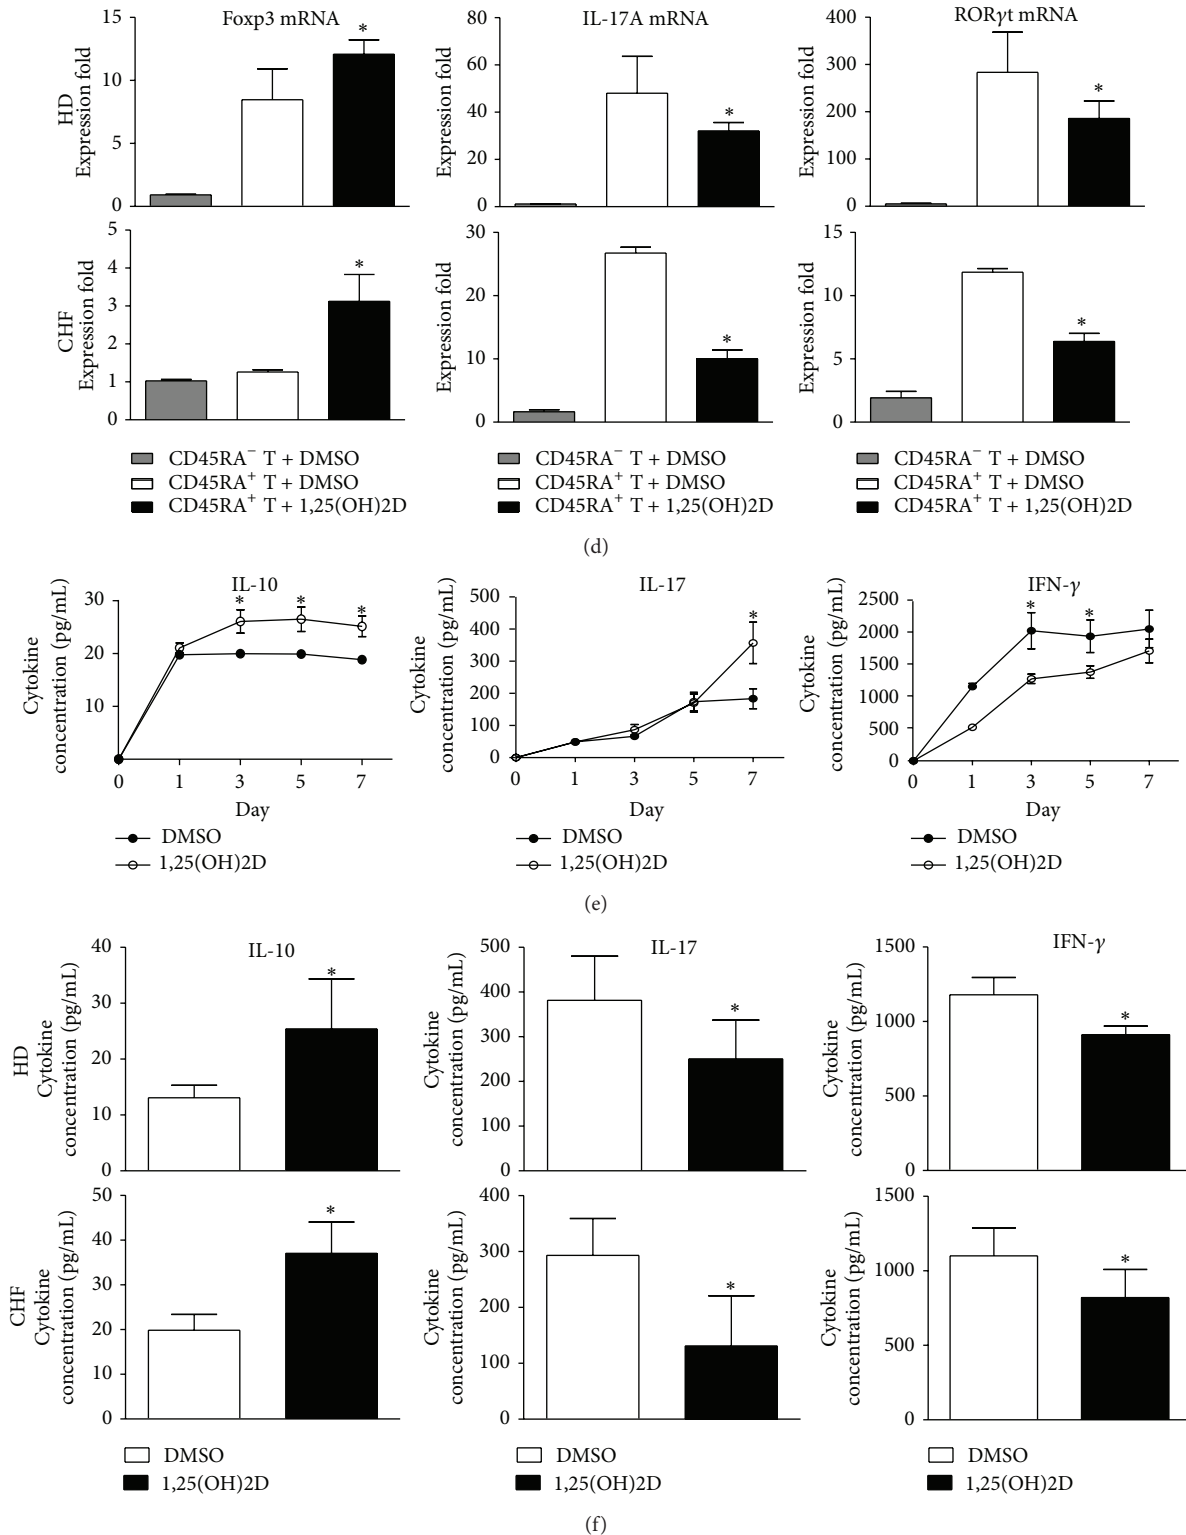 Foxp3 mRNA
IL-17A mRNA
RORγt mRNA
HD
Expression fold
15
10
5
0
*
Expression fold
80
60
40
20
0
*
Expression fold
400
300
200
100
0
*
CHF
Expression fold
5
4
3
2
1
0
*
Expression fold
30
20
10
0
*
Expression fold
15
10
5
0
*
CD45RA⁻ T + DMSO
CD45RA⁺ T + DMSO
CD45RA⁺ T + 1,25(OH)2D
CD45RA⁻ T + DMSO
CD45RA⁺ T + DMSO
CD45RA⁺ T + 1,25(OH)2D
CD45RA⁻ T + DMSO
CD45RA⁺ T + DMSO
CD45RA⁺ T + 1,25(OH)2D
(d)
IL-10
Cytokine
concentration (pg/mL)
30
20
10
* * *
0 1 3 5 7
Day
DMSO
1,25(OH)2D
IL-17
Cytokine
concentration (pg/mL)
500
400
300
200
100
0
*
0 1 3 5 7
Day
DMSO
1,25(OH)2D
IFN-γ
Cytokine
concentration (pg/mL)
2500
2000
1500
1000
500
0
* *
0 1 3 5 7
Day
DMSO
1,25(OH)2D
(e)
IL-10
HD
Cytokine
concentration (pg/mL)
40
30
20
10
0
*
IL-17
Cytokine
concentration (pg/mL)
500
400
300
200
100
0
*
IFN-γ
Cytokine
concentration (pg/mL)
1500
1000
500
0
*
CHF
Cytokine
concentration (pg/mL)
50
40
30
20
10
0
*
Cytokine
concentration (pg/mL)
400
300
200
100
0
*
Cytokine
concentration (pg/mL)
1500
1000
500
0
*
DMSO
1,25(OH)2D
DMSO
1,25(OH)2D
DMSO
1,25(OH)2D
(f)